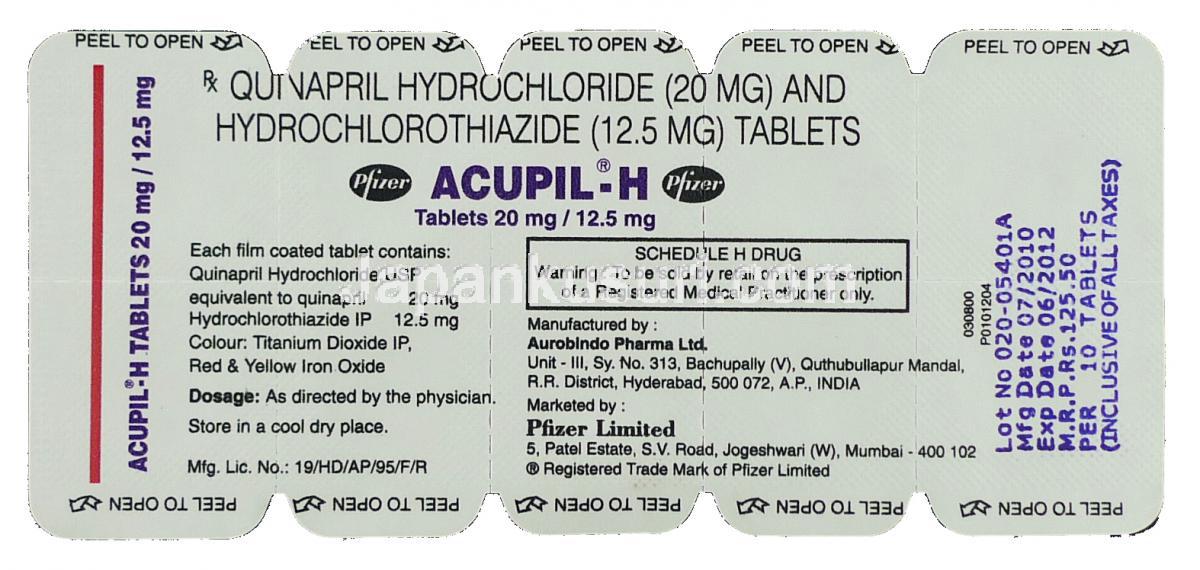 PEEL TO OPEN PEEL TO OPEN PEEL TO OPEN PEEL TO OPEN PEEL TO OPEN
ACUPIL®-H TABLETS 20 mg / 12.5 mg
Rx QUINAPRIL HYDROCHLORIDE (20 MG) AND
HYDROCHLOROTHIAZIDE (12.5 MG) TABLETS
Pfizer ACUPIL®-H Pfizer
Tablets 20 mg / 12.5 mg
Each film coated tablet contains:
Quinapril Hydrochloride USP
equivalent to quinapril 20 mg
Hydrochlorothiazide IP 12.5 mg
Colour: Titanium Dioxide IP,
Red & Yellow Iron Oxide
Dosage: As directed by the physician.
Store in a cool dry place.
Mfg. Lic. No.: 19/HD/AP/95/F/R
SCHEDULE H DRUG
Warning: To be sold by retail on the prescription
of a Registered Medical Practitioner only.
Manufactured by :
Aurobindo Pharma Ltd.
Unit - III, Sy. No. 313, Bachupally (V), Quthubullapur Mandal,
R.R. District, Hyderabad, 500 072, A.P., INDIA
Marketed by :
Pfizer Limited
5, Patel Estate, S.V. Road, Jogeshwari (W), Mumbai - 400 102
® Registered Trade Mark of Pfizer Limited
030800
P0101204
Lot No 020-05401A
Mfg Date 07/2010
Exp Date 06/2012
M.R.P.Rs.125.50
PER 10 TABLETS
(INCLUSIVE OF ALL TAXES)
PEEL TO OPEN PEEL TO OPEN PEEL TO OPEN PEEL TO OPEN PEEL TO OPEN